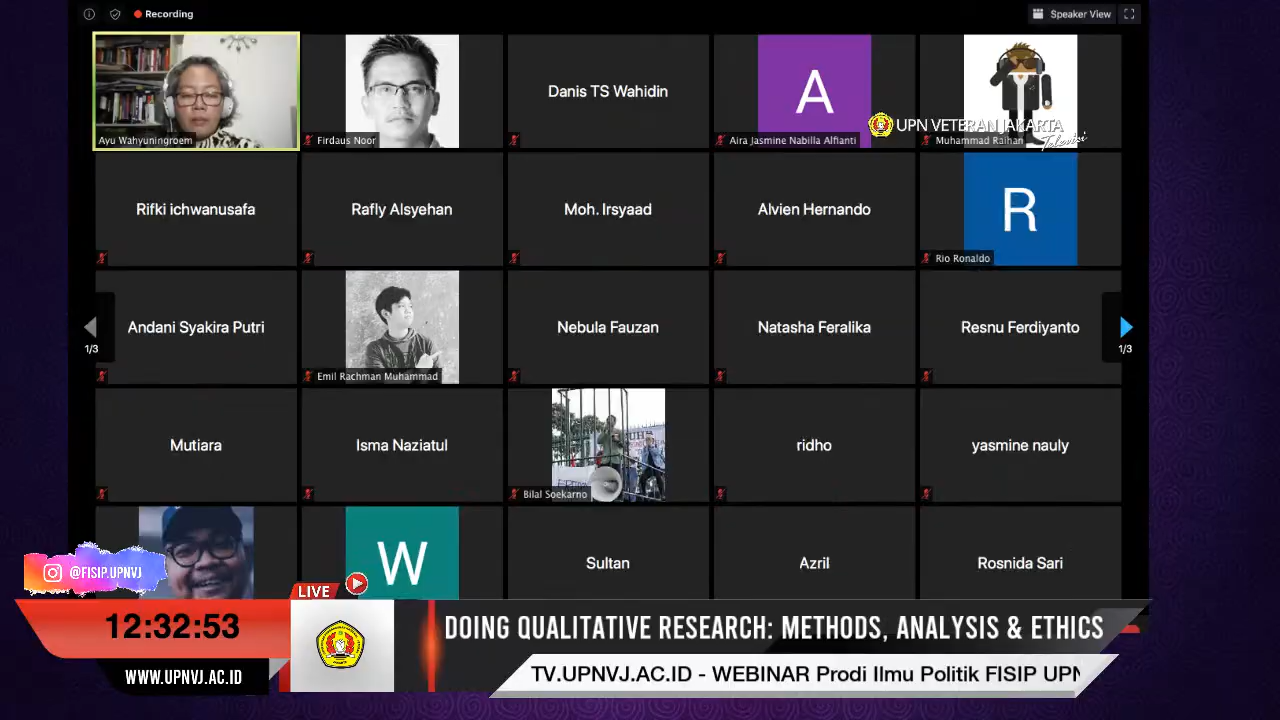 Recording
Speaker View
Ayu Wahyuningroem
Firdaus Noor
Danis TS Wahidin
A
Aira Jasmine Nabilla Alfianti
UPN VETERAN JAKARTA
Televisi
Muhammad Raihan
Rifki ichwanusafa
Rafly Alsyehan
Moh. Irsyaad
Alvien Hernando
R
Rio Ronaldo
1/3
Andani Syakira Putri
Emil Rachman Muhammad
Nebula Fauzan
Natasha Feralika
Resnu Ferdiyanto
1/3
Mutiara
Isma Naziatul
Bilal Soekarno
ridho
yasmine nauly
W
Sultan
Azril
Rosnida Sari
@FISIP.UPNVJ
LIVE
12:32:53
DOING QUALITATIVE RESEARCH: METHODS, ANALYSIS & ETHICS
WWW.UPNVJ.AC.ID
TV.UPNVJ.AC.ID - WEBINAR Prodi Ilmu Politik FISIP UPN